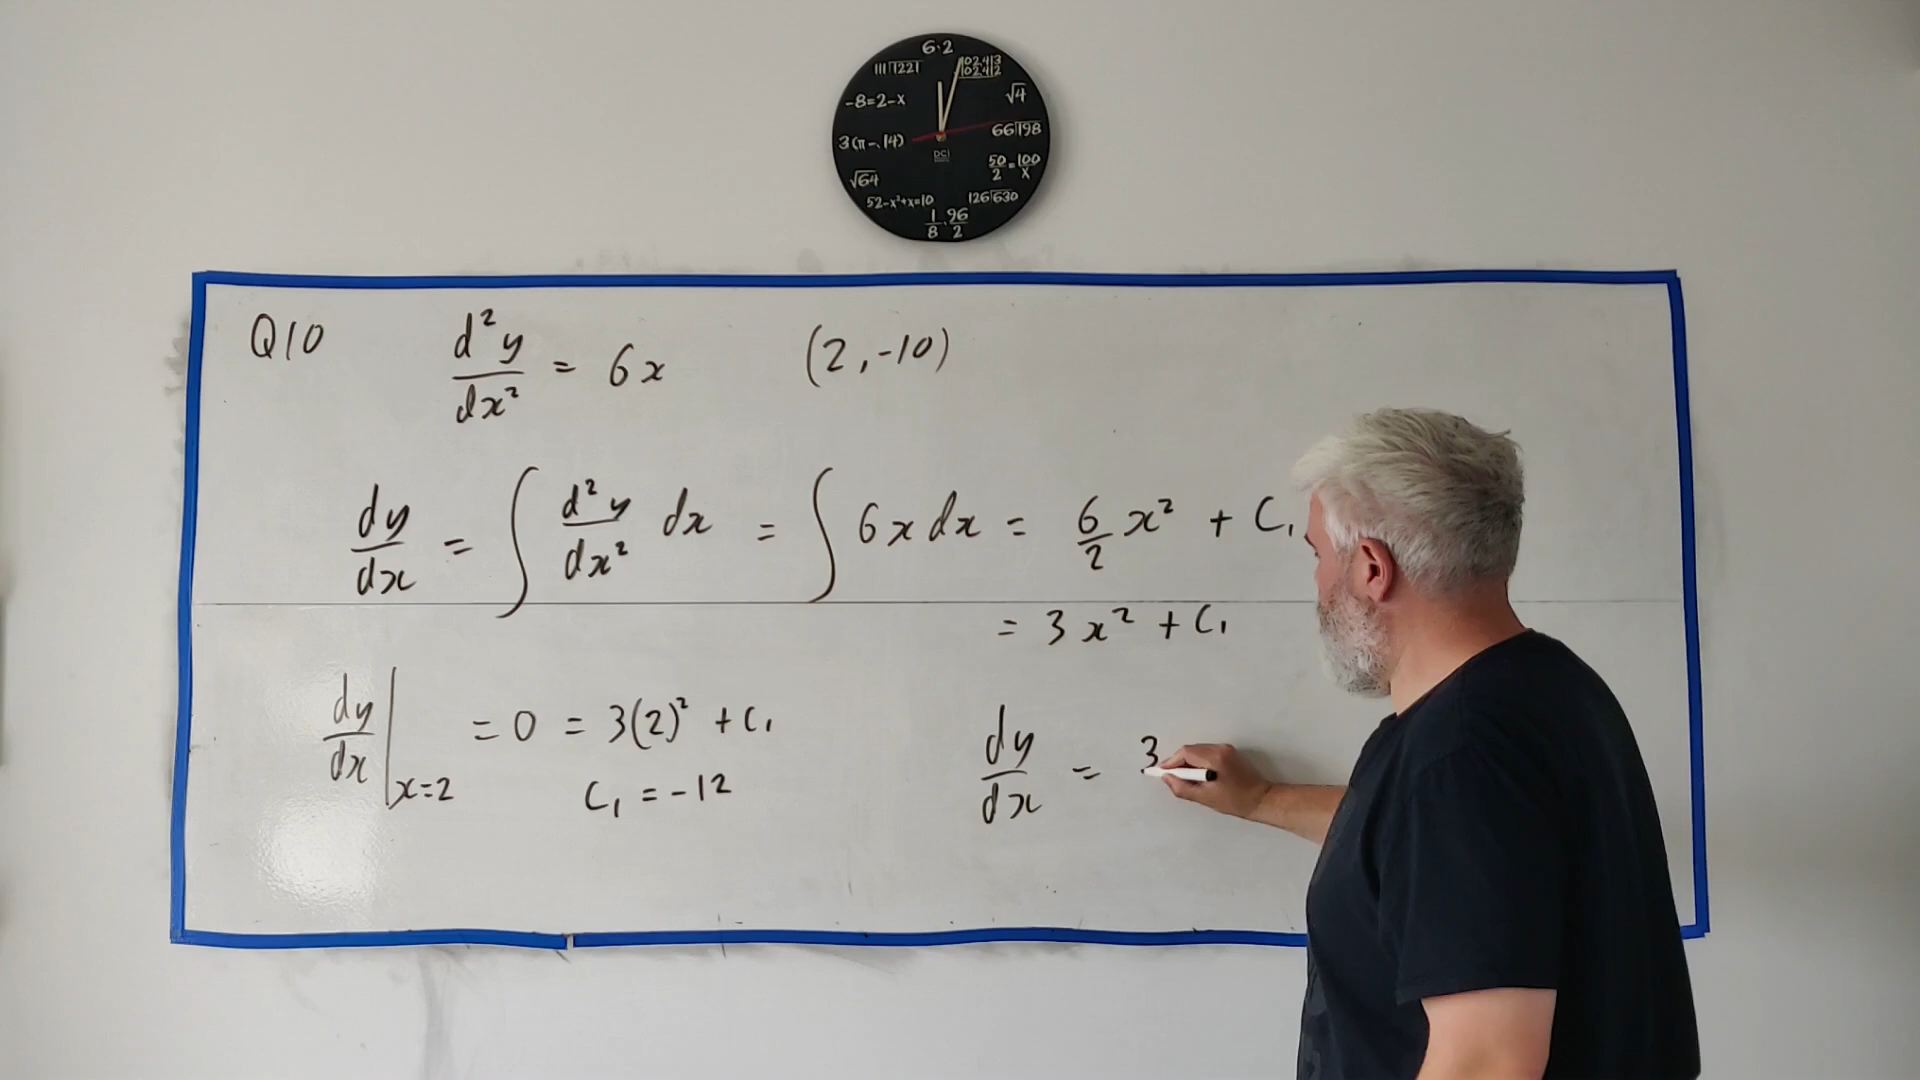 6·2
111⟌1221
1024|3
1024|2
-8=2-x
√4
3(π-.14)
66⟌198
DCI
50/2=100/x
√64
52-x²+x=10
126⟌630
1/8·96/2
Q10 d²y/dx² = 6x (2,-10)
dy/dx = ∫ d²y/dx² dx = ∫ 6x dx = 6/2 x² + C₁
= 3x² + C₁
dy/dx|x=2 = 0 = 3(2)² + C₁
C₁ = -12
dy/dx = 3